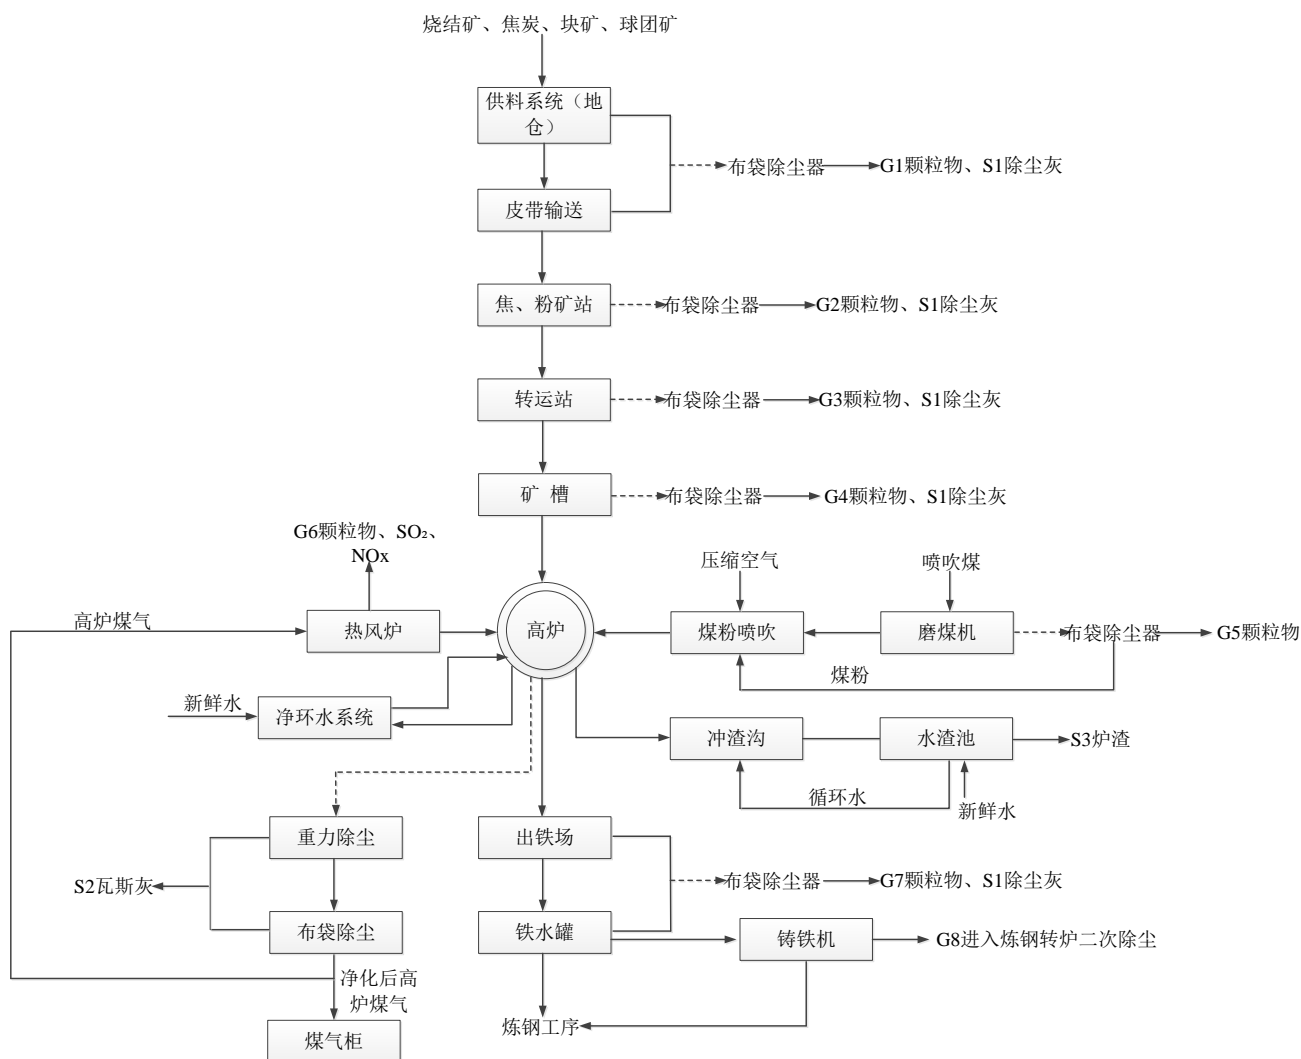 烧结矿、焦炭、块矿、球团矿
供料系统（地
仓）
布袋除尘器
G1颗粒物、S1除尘灰
皮带输送
焦、粉矿站
布袋除尘器
G2颗粒物、S1除尘灰
转运站
布袋除尘器
G3颗粒物、S1除尘灰
矿 槽
布袋除尘器
G4颗粒物、S1除尘灰
G6颗粒物、SO₂、
NOx
压缩空气
喷吹煤
高炉煤气
热风炉
高炉
煤粉喷吹
磨煤机
布袋除尘器
G5颗粒物
煤粉
新鲜水
净环水系统
冲渣沟
水渣池
S3炉渣
循环水
新鲜水
重力除尘
出铁场
S2瓦斯灰
布袋除尘器
G7颗粒物、S1除尘灰
布袋除尘
铁水罐
铸铁机
G8进入炼钢转炉二次除尘
净化后高
炉煤气
煤气柜
炼钢工序